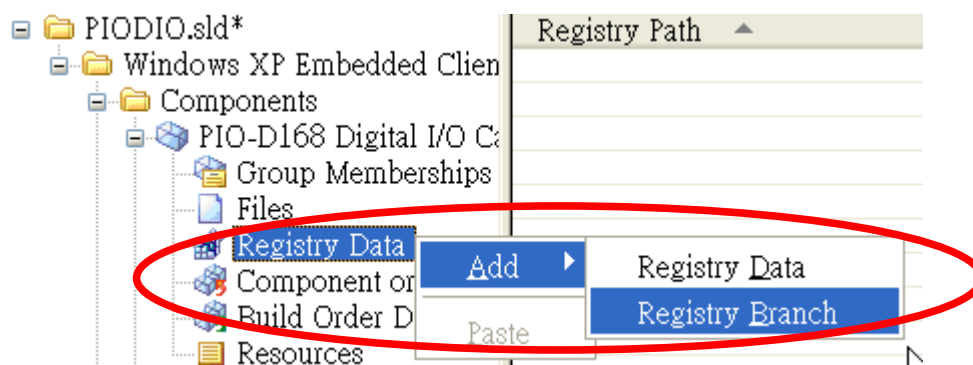 PIODIO.sld*
Registry Path
Windows XP Embedded Clien
Components
PIO-D168 Digital I/O Ca
Group Memberships
Files
Registry Data
Add
Registry Data
Component or
Registry Branch
Build Order D
Paste
Resources